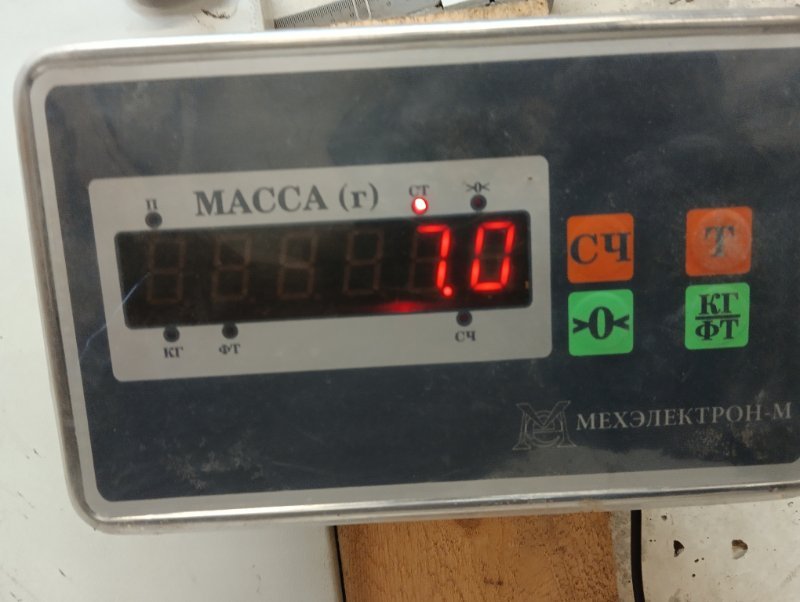 П МАССА (г) СТ >0<
7.0
КГ ФТ СЧ
СЧ Т
>0< КГ
ФТ
МЕХЭЛЕКТРОН-М